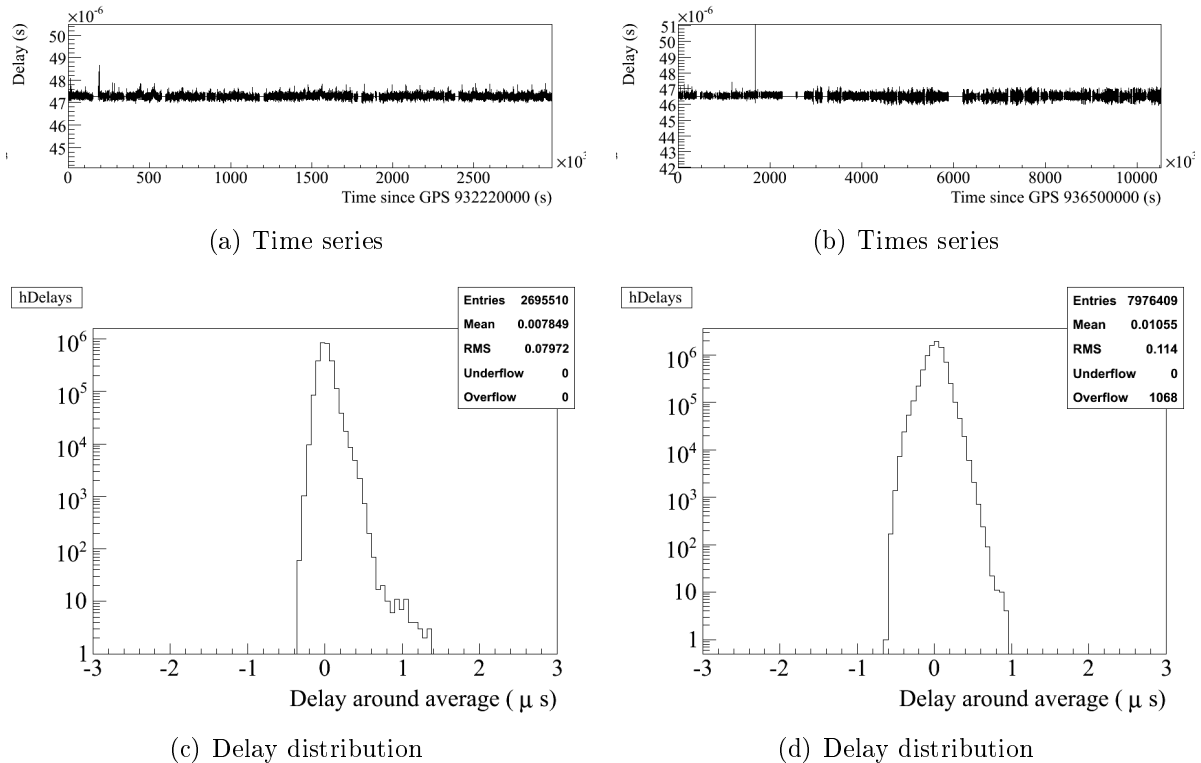 ×10⁻⁶
Delay (s)
50
49
48
47
46
45
0 500 1000 1500 2000 2500
×10³
Time since GPS 932220000 (s)
(a) Time series
×10⁻⁶
Delay (s)
51
50
49
48
47
46
45
44
43
42
0 2000 4000 6000 8000 10000
×10³
Time since GPS 936500000 (s)
(b) Times series
hDelays
Entries 2695510
Mean 0.007849
RMS 0.07972
Underflow 0
Overflow 0
10⁶
10⁵
10⁴
10³
10²
10
1
-3 -2 -1 0 1 2 3
Delay around average ( μ s)
(c) Delay distribution
hDelays
Entries 7976409
Mean 0.01055
RMS 0.114
Underflow 0
Overflow 1068
10⁶
10⁵
10⁴
10³
10²
10
1
-3 -2 -1 0 1 2 3
Delay around average ( μ s)
(d) Delay distribution